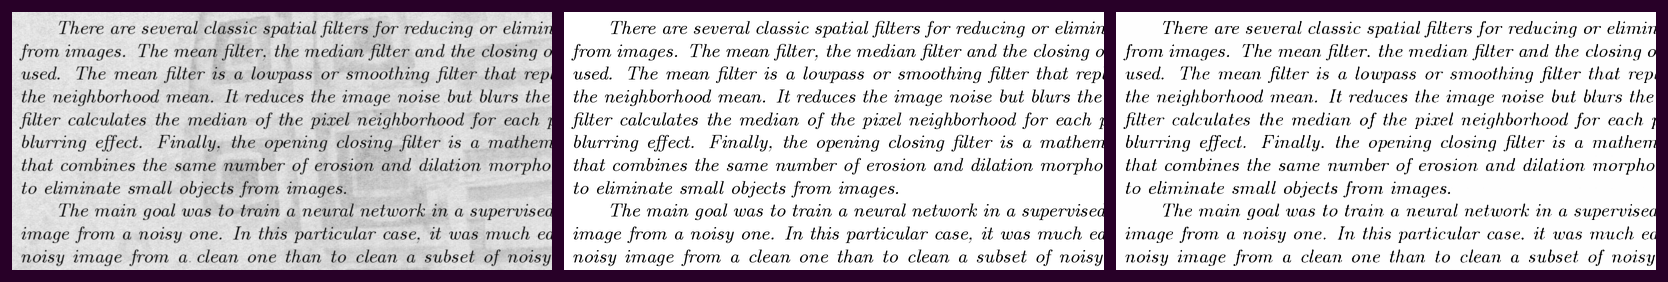 There are several classic spatial filters for reducing or elimin
from images. The mean filter, the median filter and the closing o
used. The mean filter is a lowpass or smoothing filter that repl
the neighborhood mean. It reduces the image noise but blurs the
filter calculates the median of the pixel neighborhood for each p
blurring effect. Finally, the opening closing filter is a mathem
that combines the same number of erosion and dilation morpho
to eliminate small objects from images.
The main goal was to train a neural network in a supervised
image from a noisy one. In this particular case, it was much ea
noisy image from a clean one than to clean a subset of noisy
There are several classic spatial filters for reducing or elimin
from images. The mean filter, the median filter and the closing o
used. The mean filter is a lowpass or smoothing filter that repl
the neighborhood mean. It reduces the image noise but blurs the
filter calculates the median of the pixel neighborhood for each p
blurring effect. Finally, the opening closing filter is a mathem
that combines the same number of erosion and dilation morpho
to eliminate small objects from images.
The main goal was to train a neural network in a supervised
image from a noisy one. In this particular case, it was much ea
noisy image from a clean one than to clean a subset of noisy
There are several classic spatial filters for reducing or elimin
from images. The mean filter. the median filter and the closing o
used. The mean filter is a lowpass or smoothing filter that repl
the neighborhood mean. It reduces the image noise but blurs the
filter calculates the median of the pixel neighborhood for each p
blurring effect. Finally. the opening closing filter is a mathem
that combines the same number of erosion and dilation morpho
to eliminate small objects from images.
The main goal was to train a neural network in a supervised
image from a noisy one. In this particular case. it was much ea
noisy image from a clean one than to clean a subset of noisy